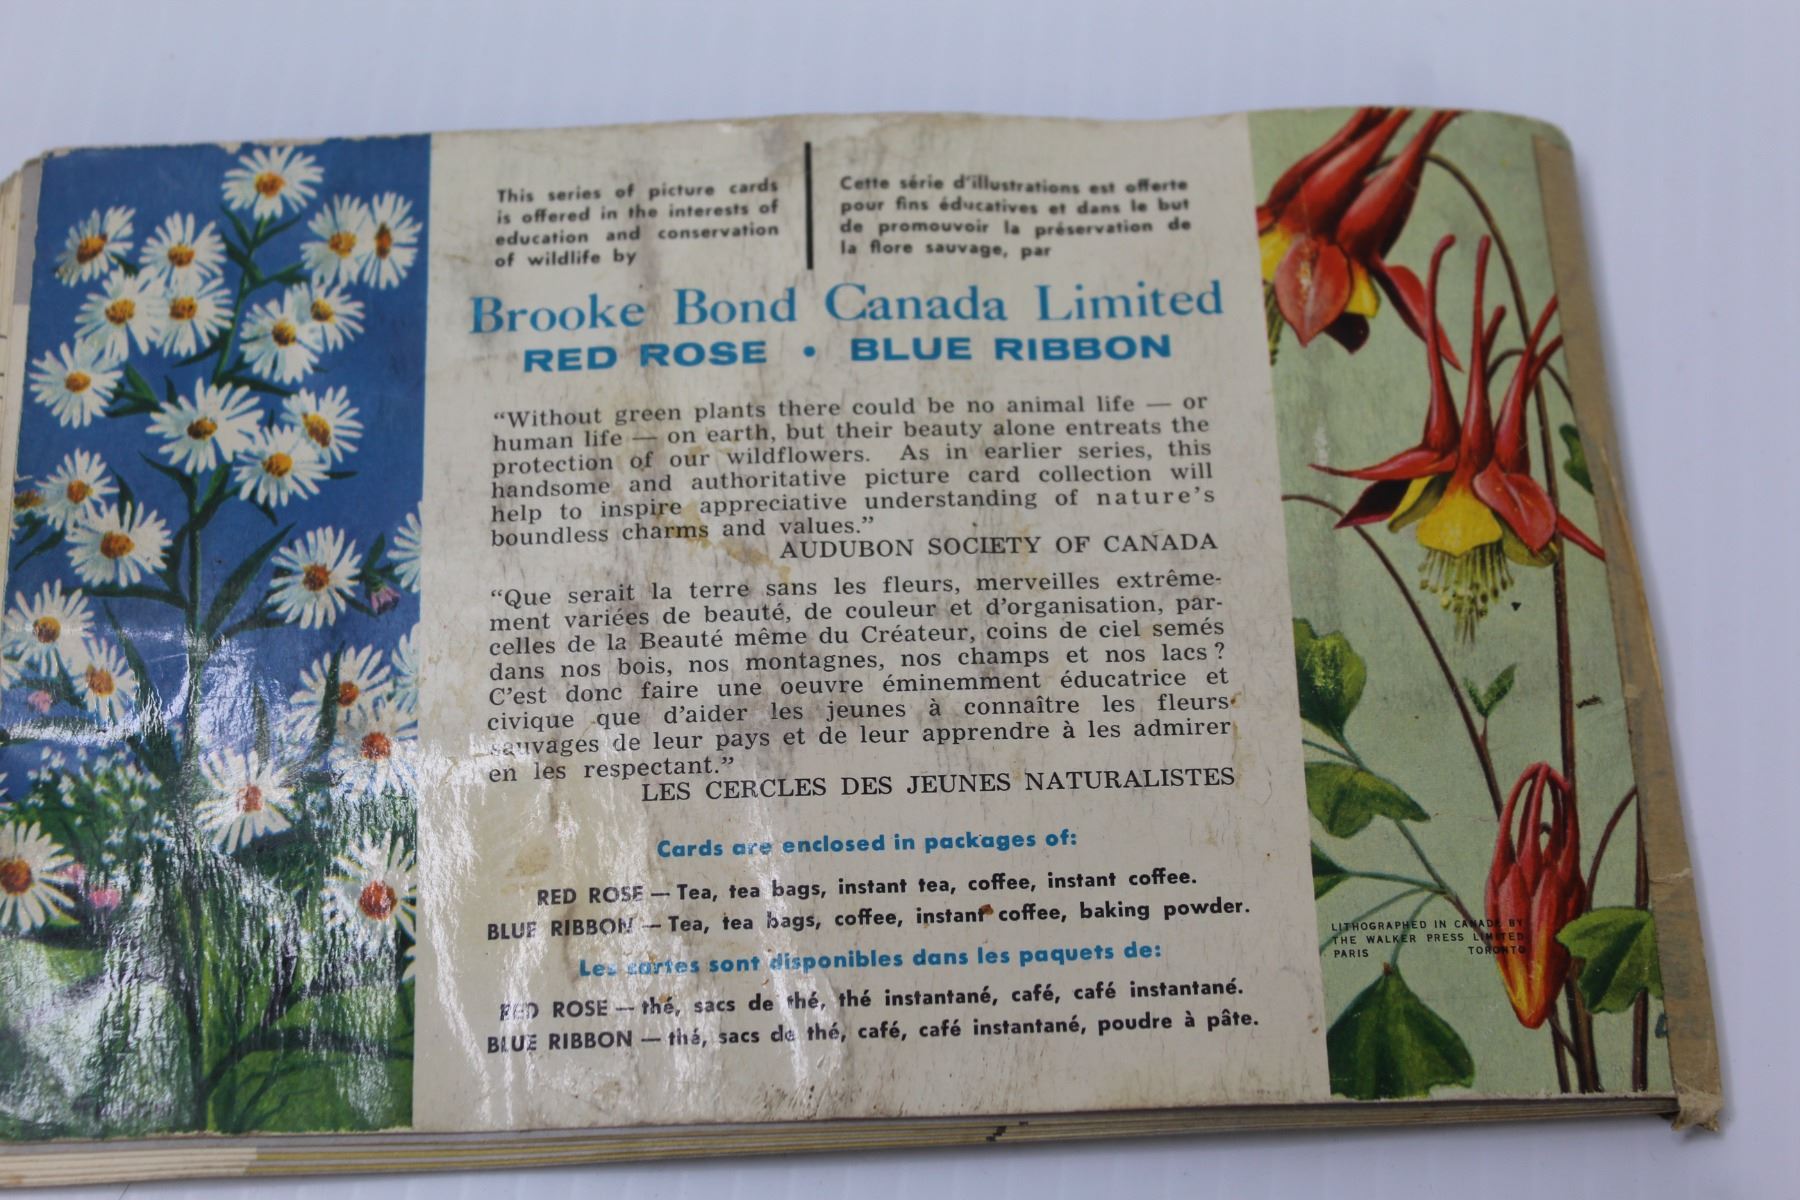 This series of picture cards
is offered in the interests of
education and conservation
of wildlife by
Cette série d'illustrations est offerte
pour fins éducatives et dans le but
de promouvoir la préservation de
la flore sauvage, par
Brooke Bond Canada Limited
RED ROSE • BLUE RIBBON
“Without green plants there could be no animal life — or
human life — on earth, but their beauty alone entreats the
protection of our wildflowers. As in earlier series, this
handsome and authoritative picture card collection will
help to inspire appreciative understanding of nature's
boundless charms and values.”
AUDUBON SOCIETY OF CANADA
“Que serait la terre sans les fleurs, merveilles extrême-
ment variées de beauté, de couleur et d'organisation, par-
celles de la Beauté même du Créateur, coins de ciel semés
dans nos bois, nos montagnes, nos champs et nos lacs ?
C'est donc faire une oeuvre éminemment éducatrice et
civique que d'aider les jeunes à connaître les fleurs
sauvages de leur pays et de leur apprendre à les admirer
en les respectant.”
LES CERCLES DES JEUNES NATURALISTES
Cards are enclosed in packages of:
RED ROSE — Tea, tea bags, instant tea, coffee, instant coffee.
BLUE RIBBON — Tea, tea bags, coffee, instant coffee, baking powder.
Les cartes sont disponibles dans les paquets de:
RED ROSE — thé, sacs de thé, thé instantané, café, café instantané.
BLUE RIBBON — thé, sacs de thé, café, café instantané, poudre à pâte.
LITHOGRAPHED IN CANADA BY
THE WALKER PRESS LIMITED
PARIS TORONTO